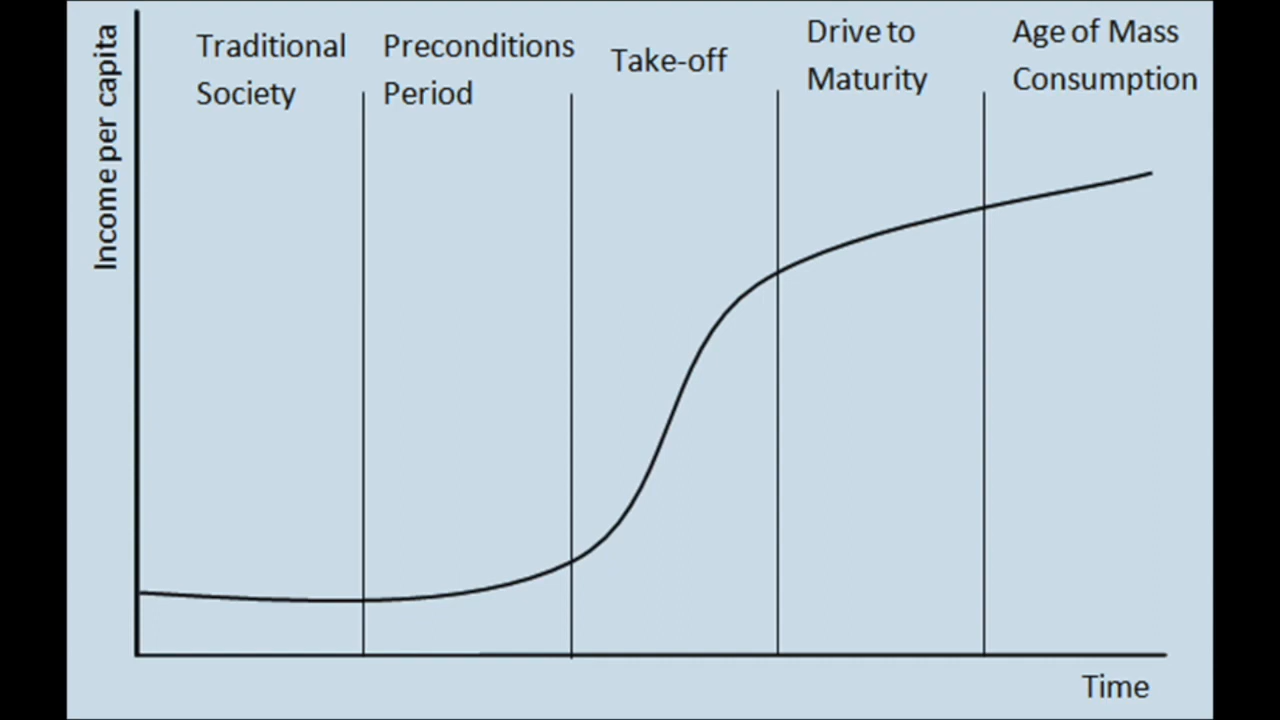 Income per capita
Traditional
Society
Preconditions
Period
Take-off
Drive to
Maturity
Age of Mass
Consumption
Time